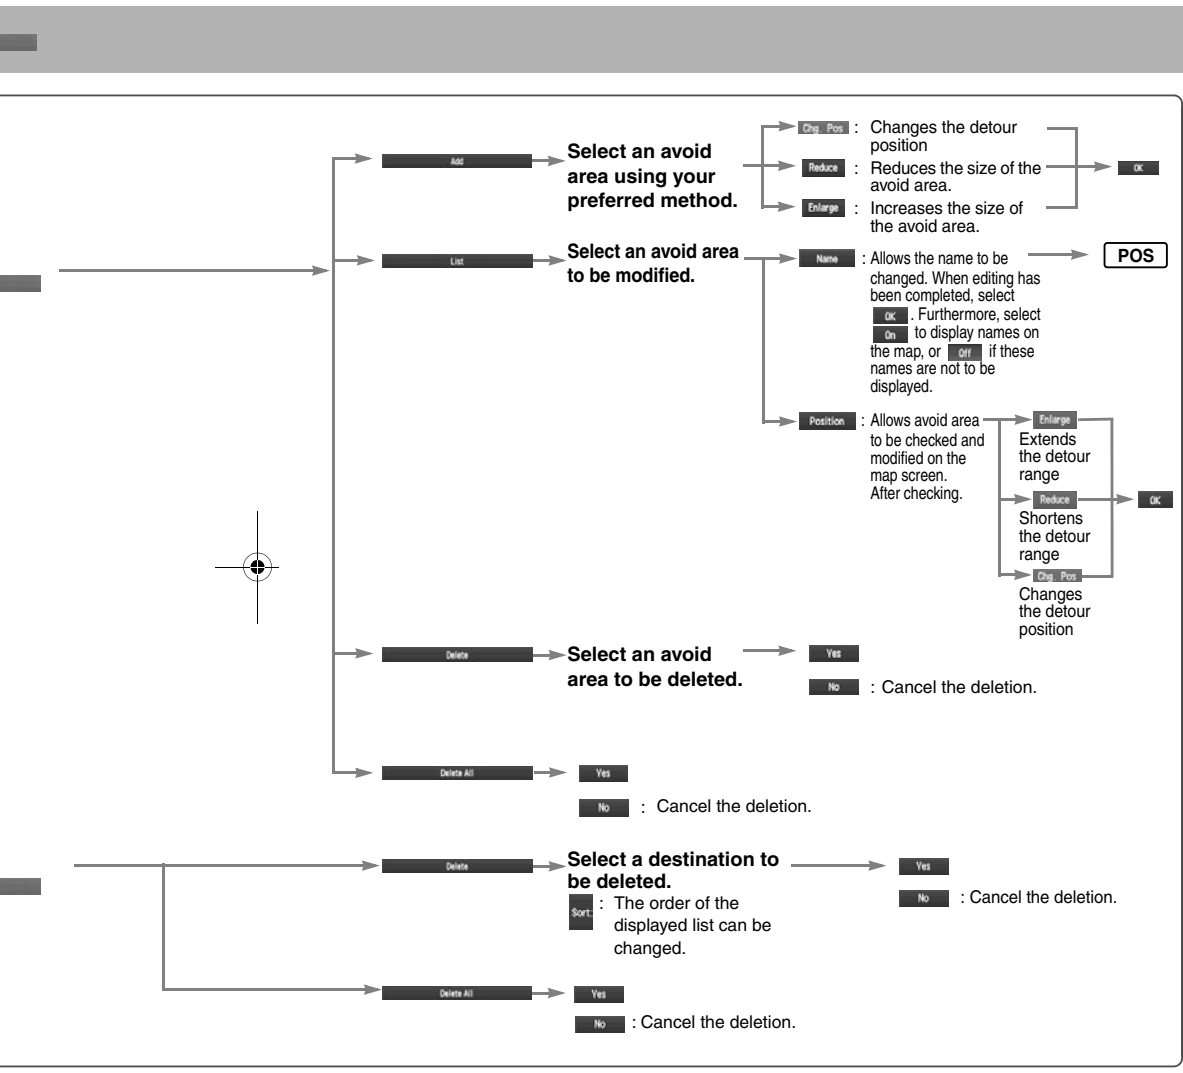 Add
Select an avoid
area using your
preferred method.
Chg. Pos : Changes the detour
position
Reduce : Reduces the size of the
avoid area.
Enlarge : Increases the size of
the avoid area.
OK
List
Select an avoid area
to be modified.
Name : Allows the name to be
changed. When editing has
been completed, select
OK . Furthermore, select
On to display names on
the map, or Off if these
names are not to be
displayed.
POS
Position : Allows avoid area
to be checked and
modified on the
map screen.
After checking.
Enlarge
Extends
the detour
range
Reduce
Shortens
the detour
range
Chg. Pos
Changes
the detour
position
OK
Delete
Select an avoid
area to be deleted.
Yes
No : Cancel the deletion.
Delete All
Yes
No : Cancel the deletion.
Delete
Select a destination to
be deleted.
Sort : The order of the
displayed list can be
changed.
Yes
No : Cancel the deletion.
Delete All
Yes
No : Cancel the deletion.